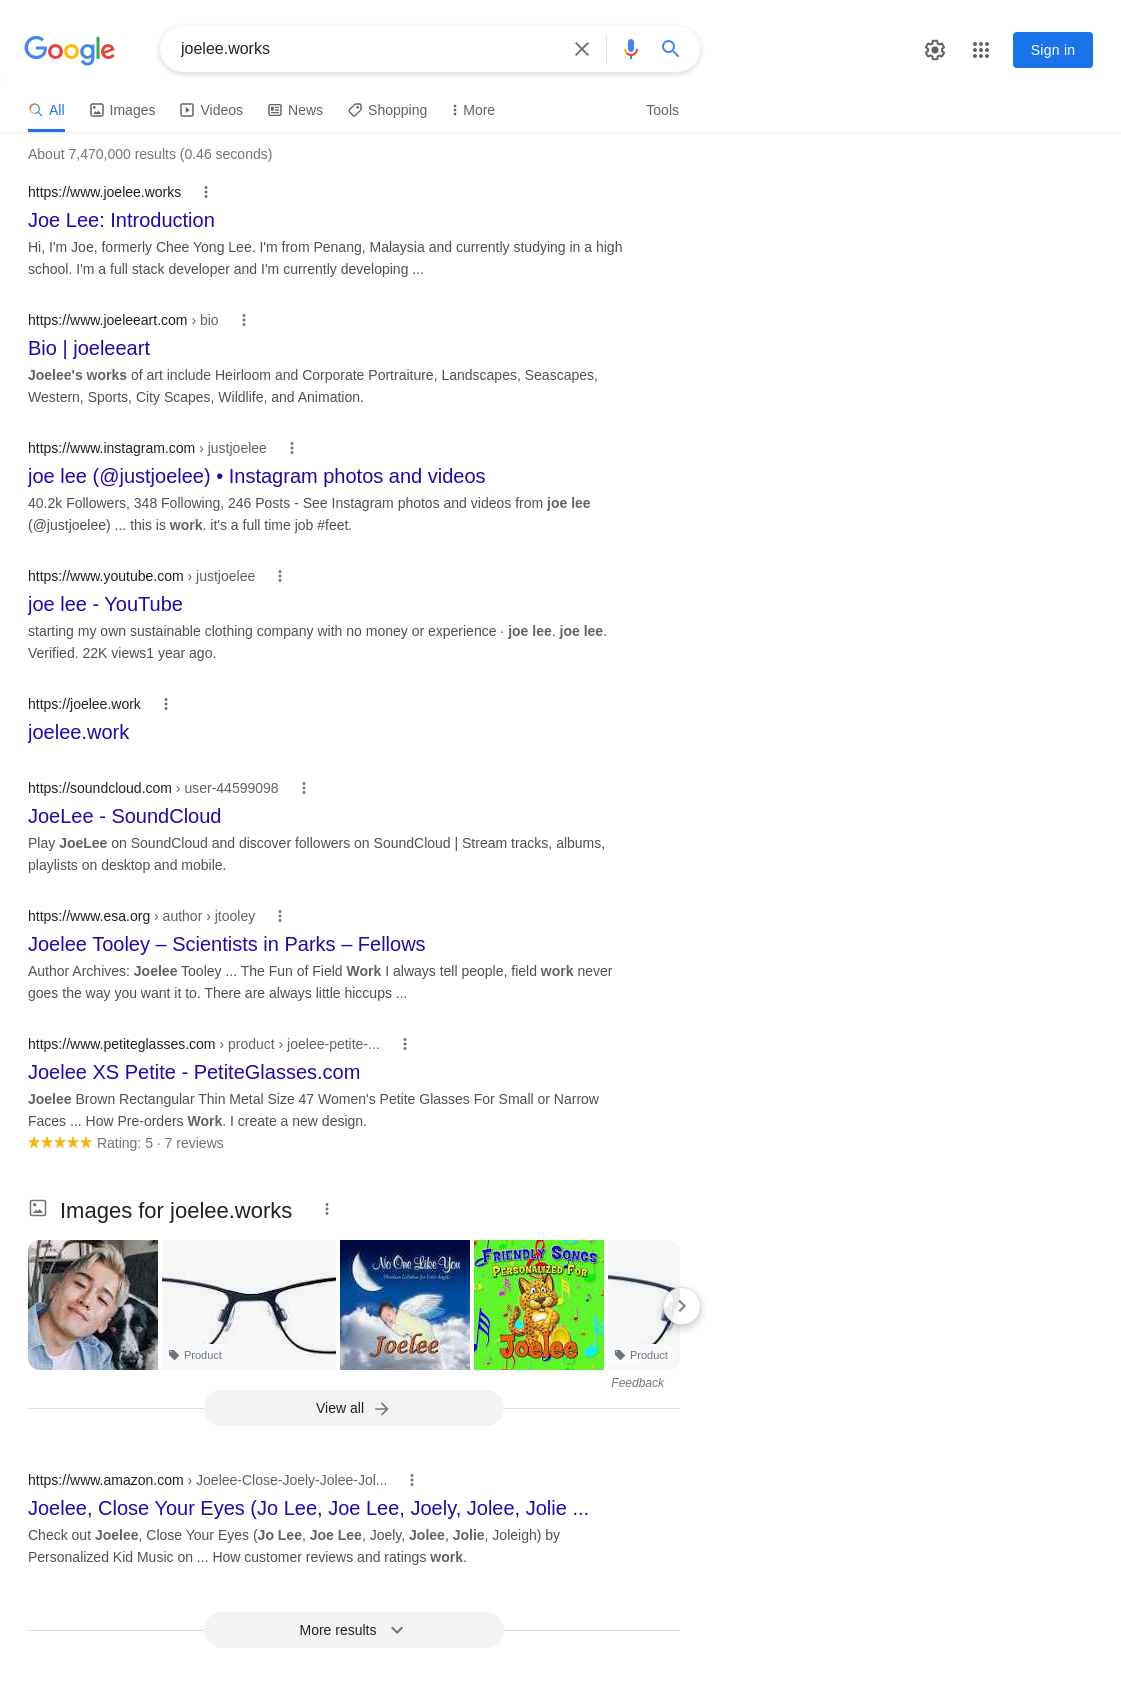 Google
joelee.works
Sign in
All
Images
Videos
News
Shopping
More
Tools
About 7,470,000 results (0.46 seconds)
https://www.joelee.works
Joe Lee: Introduction
Hi, I'm Joe, formerly Chee Yong Lee. I'm from Penang, Malaysia and currently studying in a high
school. I'm a full stack developer and I'm currently developing ...
https://www.joeleeart.com › bio
Bio | joeleeart
Joelee's works of art include Heirloom and Corporate Portraiture, Landscapes, Seascapes,
Western, Sports, City Scapes, Wildlife, and Animation.
https://www.instagram.com › justjoelee
joe lee (@justjoelee) • Instagram photos and videos
40.2k Followers, 348 Following, 246 Posts - See Instagram photos and videos from joe lee
(@justjoelee) ... this is work. it's a full time job #feet.
https://www.youtube.com › justjoelee
joe lee - YouTube
starting my own sustainable clothing company with no money or experience · joe lee. joe lee.
Verified. 22K views1 year ago.
https://joelee.work
joelee.work
https://soundcloud.com › user-44599098
JoeLee - SoundCloud
Play JoeLee on SoundCloud and discover followers on SoundCloud | Stream tracks, albums,
playlists on desktop and mobile.
https://www.esa.org › author › jtooley
Joelee Tooley – Scientists in Parks – Fellows
Author Archives: Joelee Tooley ... The Fun of Field Work I always tell people, field work never
goes the way you want it to. There are always little hiccups ...
https://www.petiteglasses.com › product › joelee-petite-...
Joelee XS Petite - PetiteGlasses.com
Joelee Brown Rectangular Thin Metal Size 47 Women's Petite Glasses For Small or Narrow
Faces ... How Pre-orders Work. I create a new design.
Rating: 5 · 7 reviews
Images for joelee.works
No One Like You
Christian Lullabies for Little Angels
Joelee
Friendly Songs
Personalized For
Joelee
Product
Product
Feedback
View all
https://www.amazon.com › Joelee-Close-Joely-Jolee-Jol...
Joelee, Close Your Eyes (Jo Lee, Joe Lee, Joely, Jolee, Jolie ...
Check out Joelee, Close Your Eyes (Jo Lee, Joe Lee, Joely, Jolee, Jolie, Joleigh) by
Personalized Kid Music on ... How customer reviews and ratings work.
More results